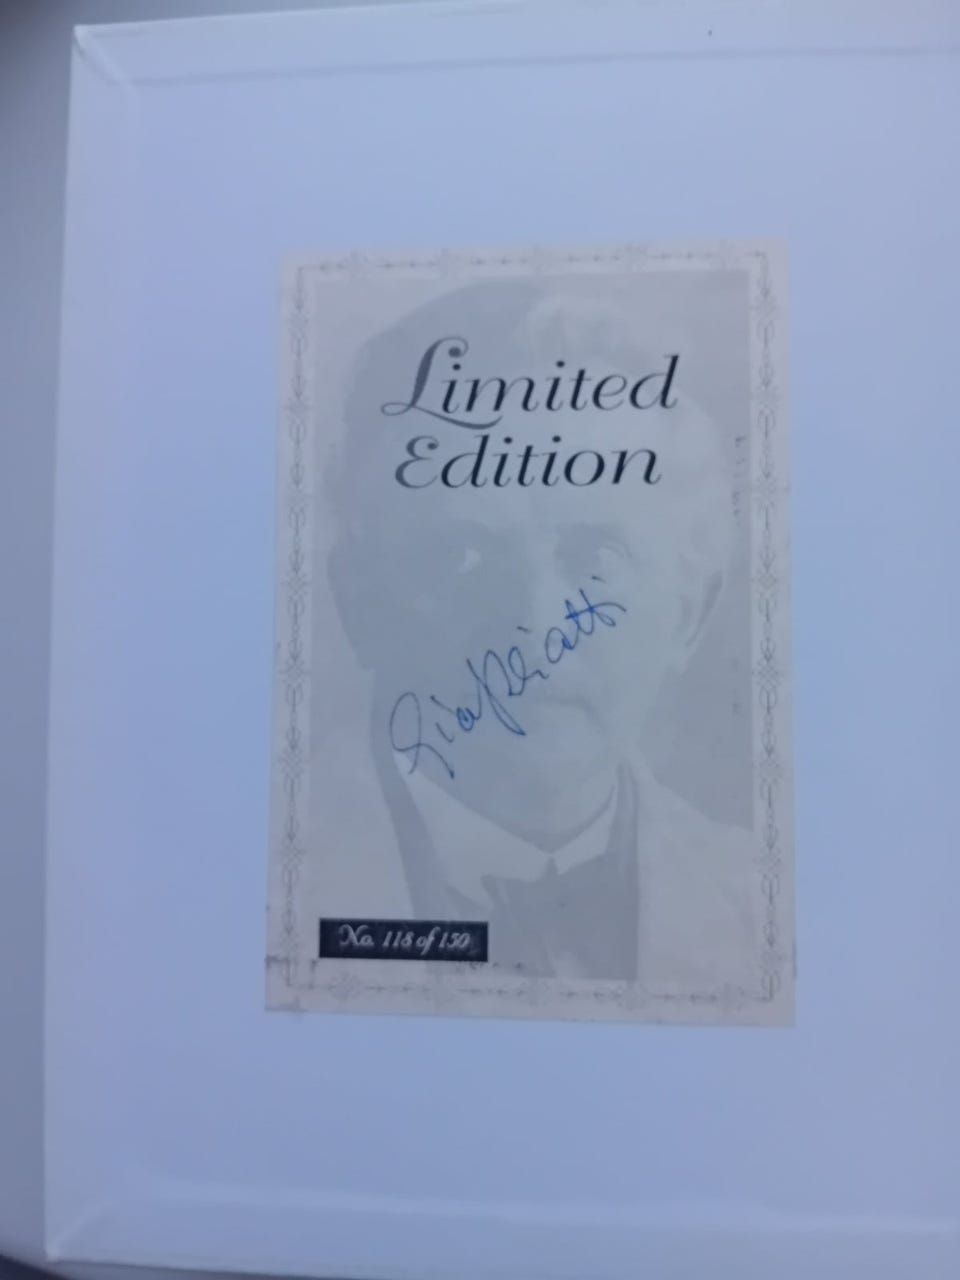 Limited
Edition
No. 118 of 150